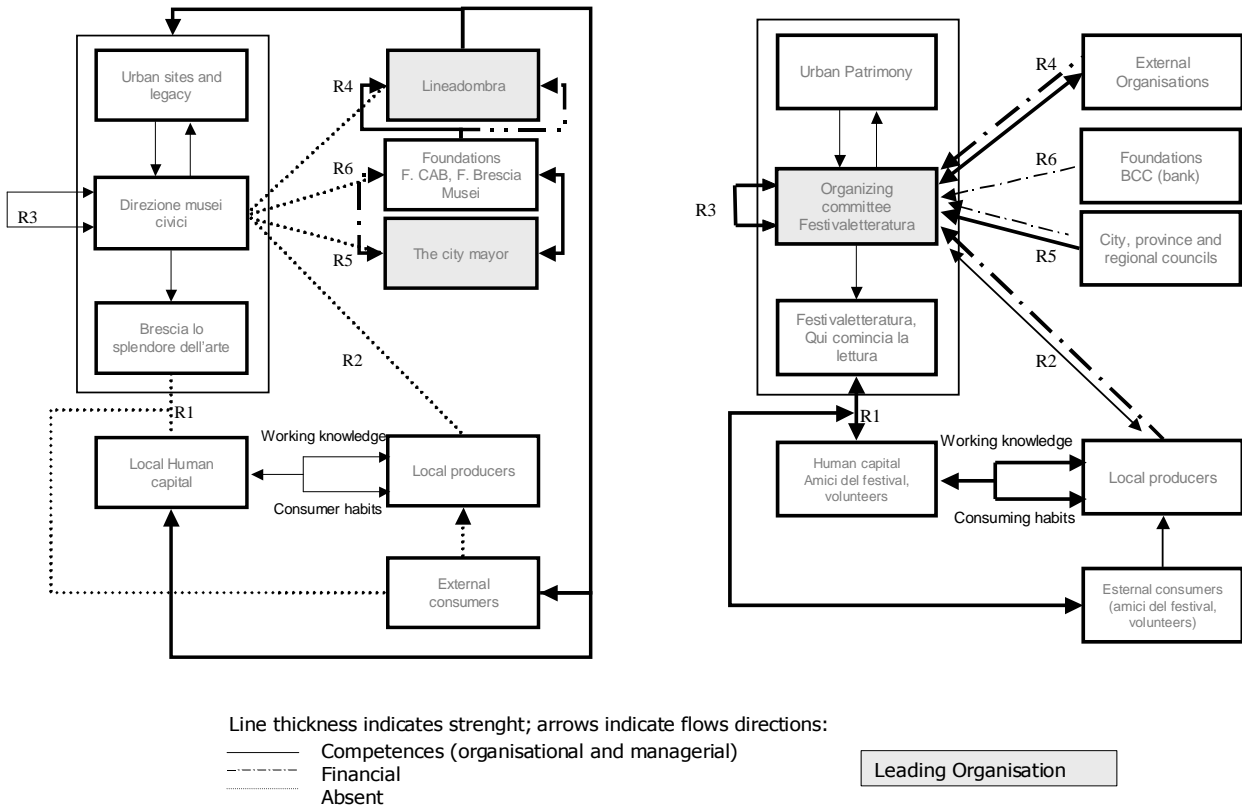 Urban sites and
legacy
Direzione musei
civici
R3
Brescia lo
splendore dell'arte
R1
Local Human
capital
Working knowledge
Consumer habits
Local producers
External
consumers
R2
R4
Lineadombra
R6
Foundations
F. CAB, F. Brescia
Musei
R5
The city mayor
Urban Patrimony
Organizing
committee
Festivaletteratura
R3
Festivaletteratura,
Qui comincia la
lettura
R1
Human capital
Amici del festival,
volunteers
Working knowledge
Consuming habits
Local producers
Esternal consumers
(amici del festival,
volunteers)
R2
R4
External
Organisations
R6
Foundations
BCC (bank)
R5
City, province and
regional councils
Line thickness indicates strenght; arrows indicate flows directions:
Competences (organisational and managerial)
Financial
Absent
Leading Organisation